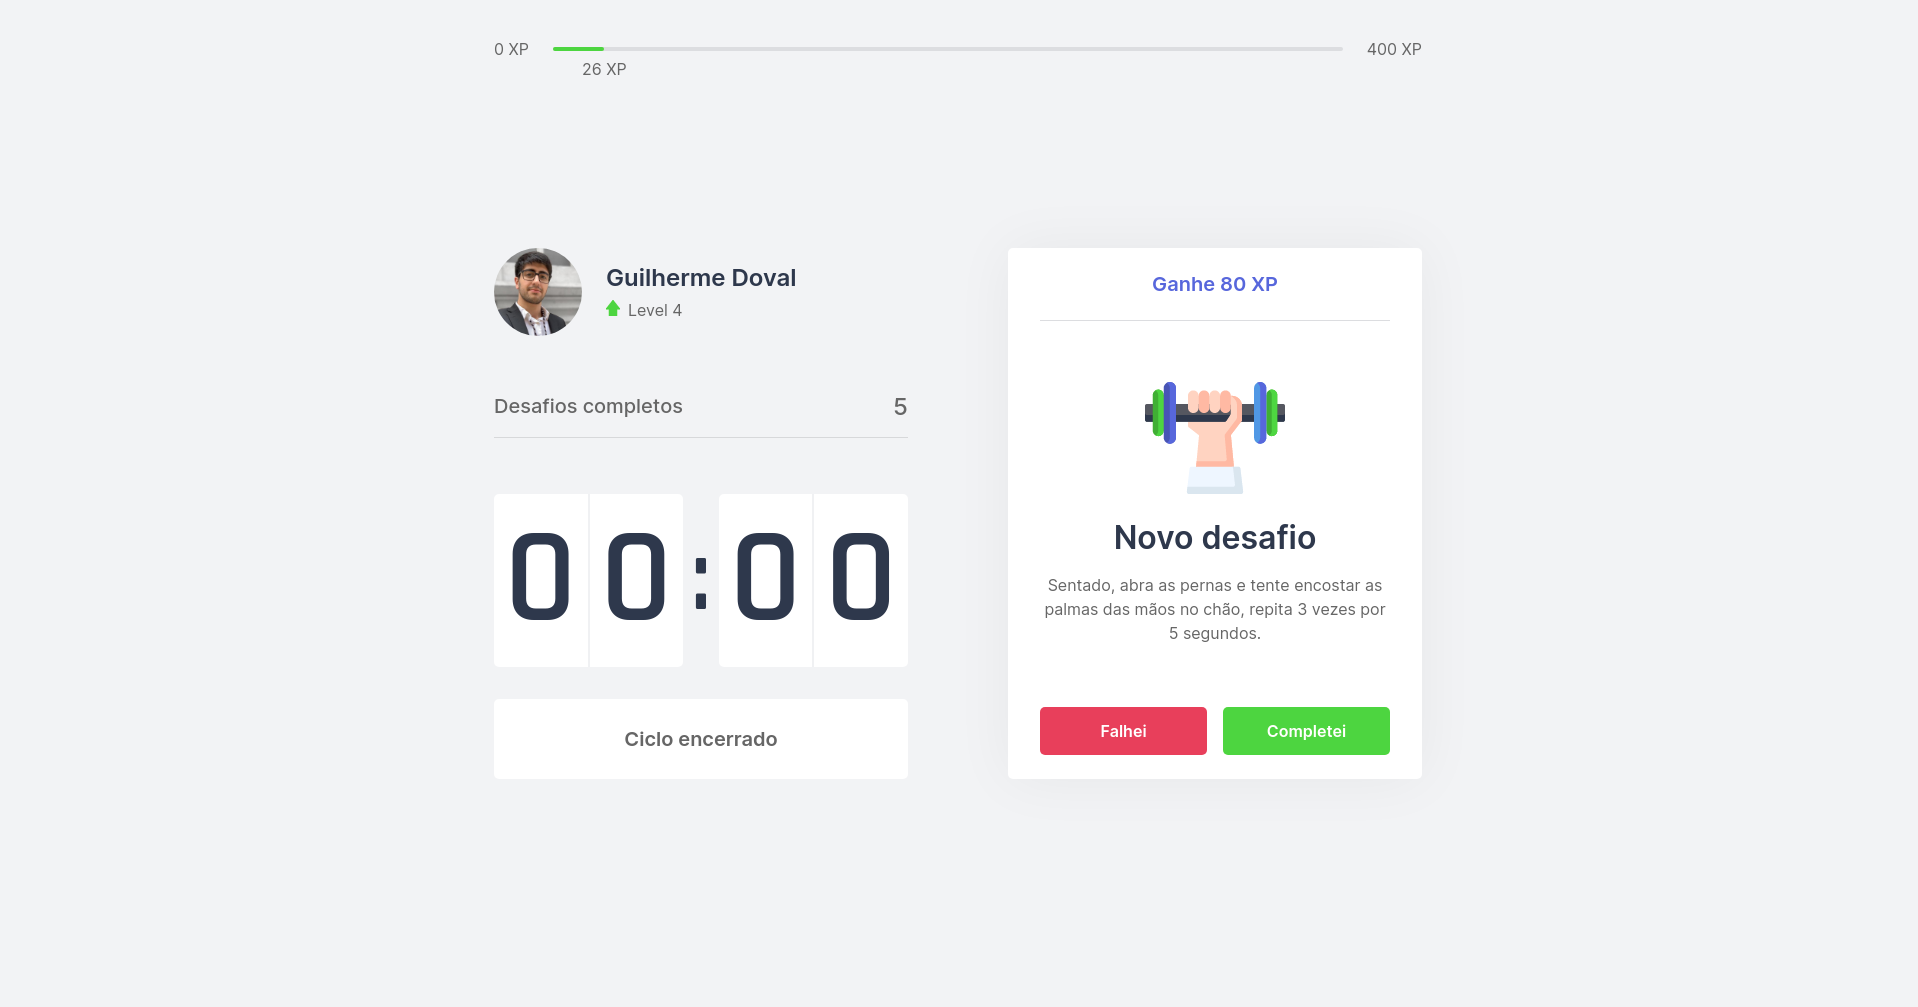 0 XP
400 XP
26 XP
Guilherme Doval
Level 4
Desafios completos
5
00:00
Ciclo encerrado
Ganhe 80 XP
Novo desafio
Sentado, abra as pernas e tente encostar as
palmas das mãos no chão, repita 3 vezes por
5 segundos.
Falhei
Completei